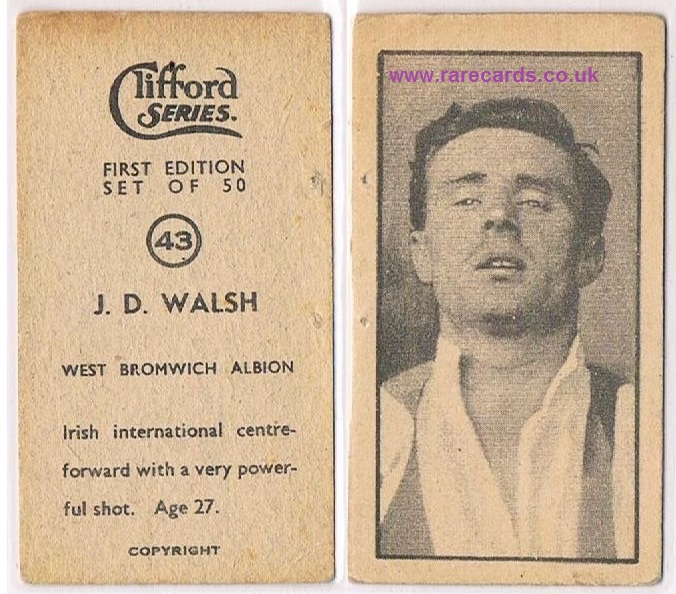 Clifford
SERIES.
FIRST EDITION
SET OF 50
43
J. D. WALSH
WEST BROMWICH ALBION
Irish international centre-
forward with a very power-
ful shot. Age 27.
COPYRIGHT
www.rarecards.co.uk